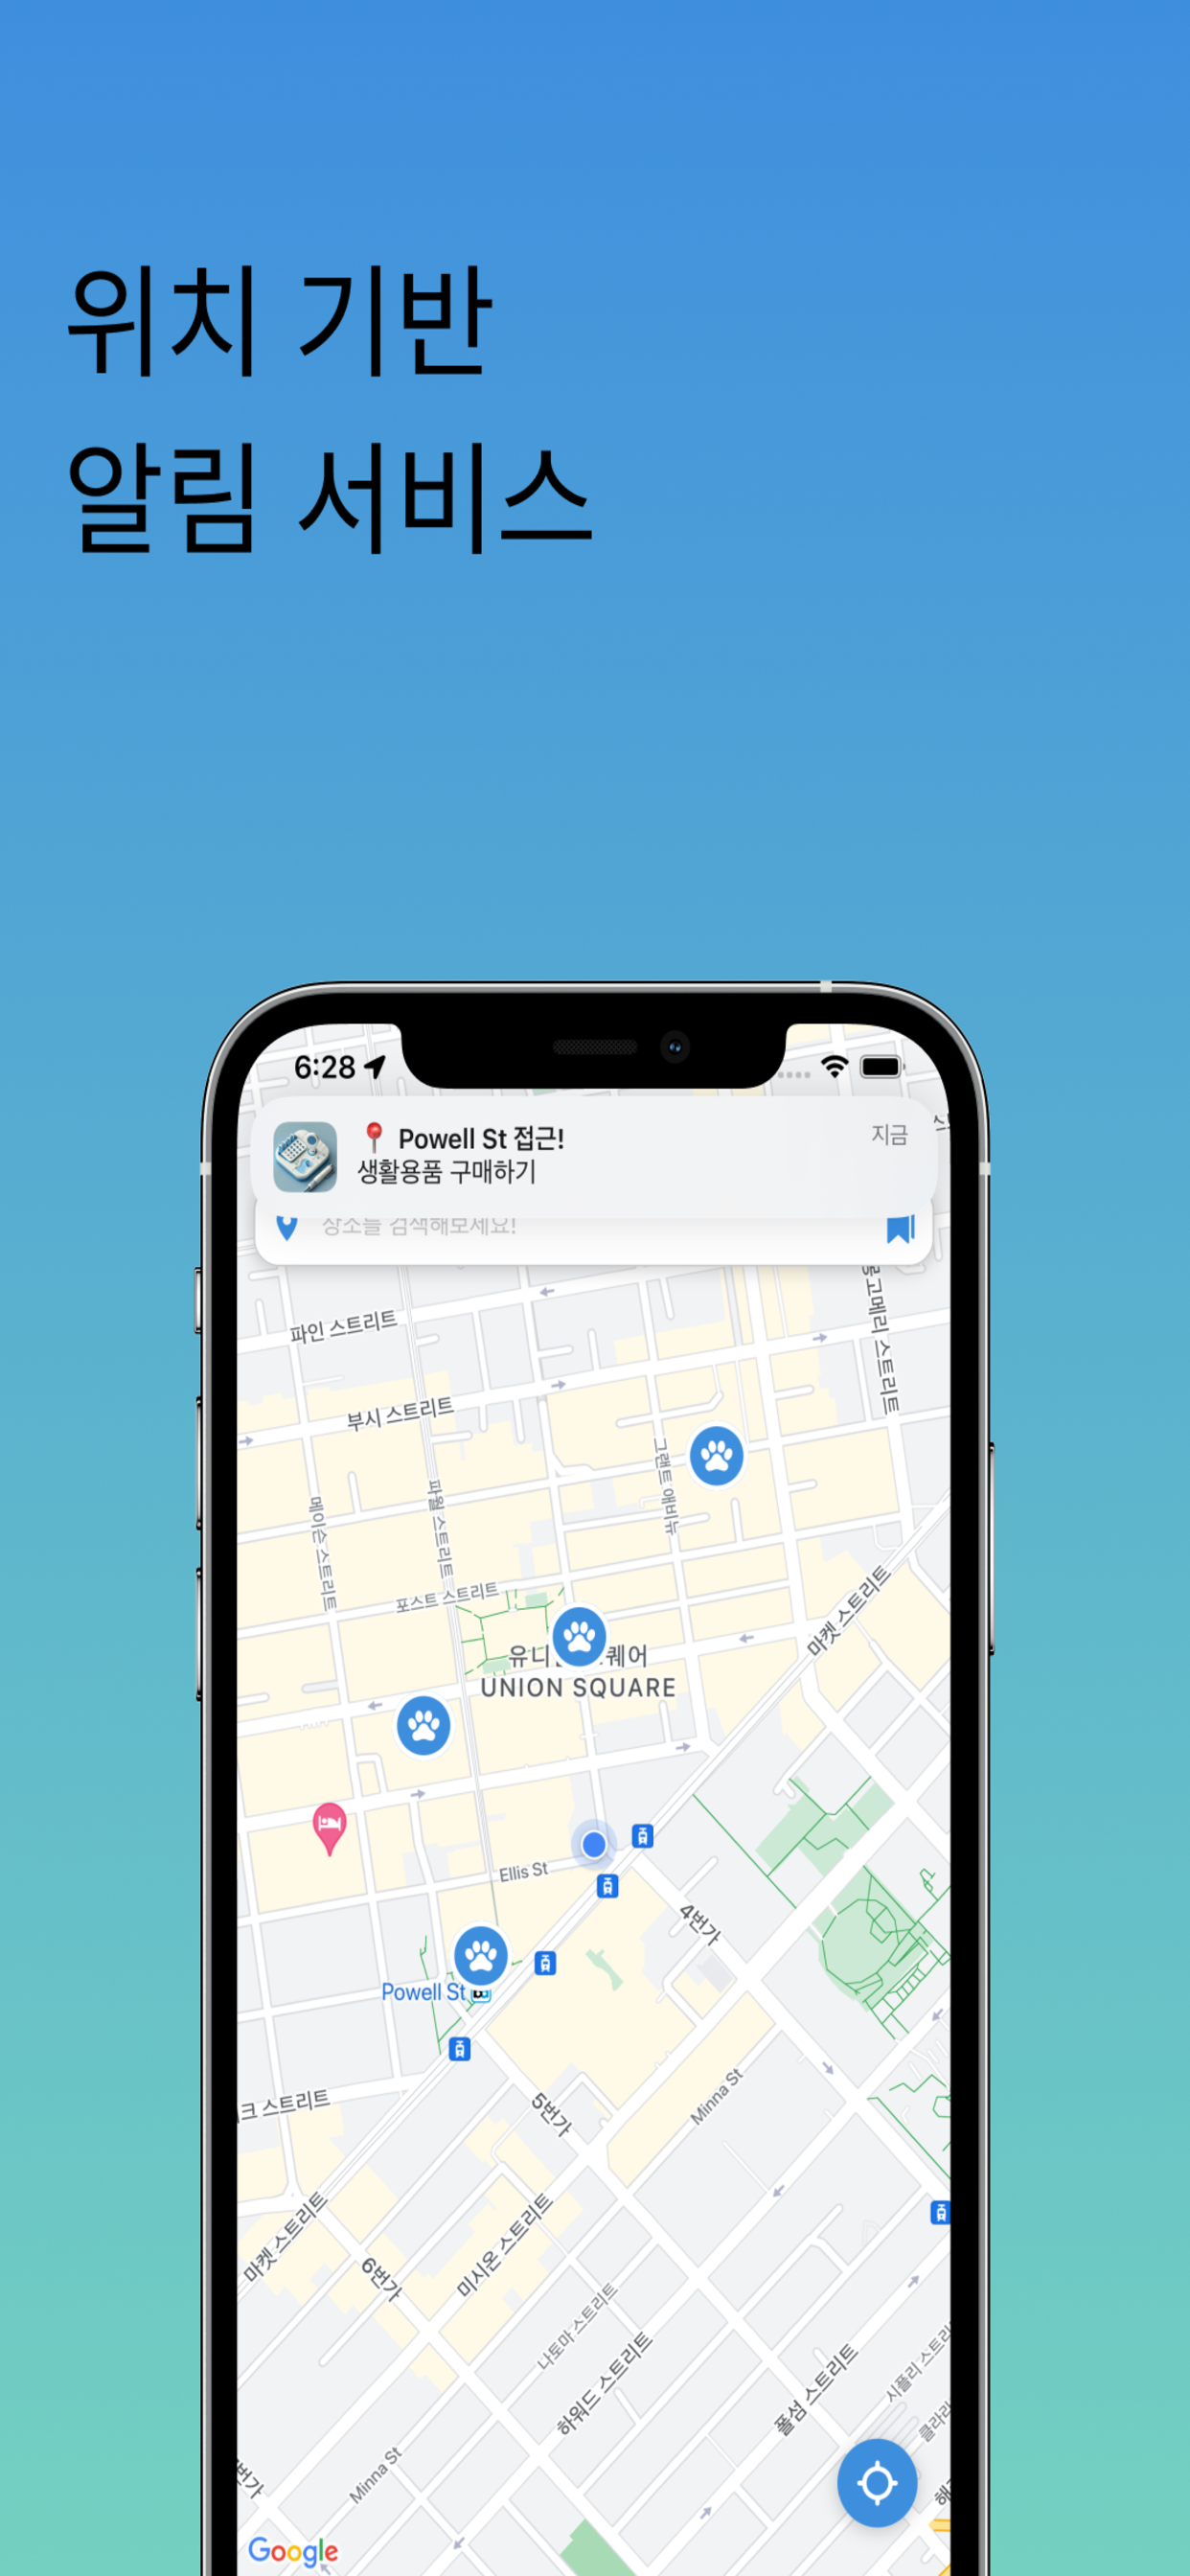 위치 기반
알림 서비스
6:28
📍 Powell St 접근!
지금
생활용품 구매하기
장소를 검색해보세요!
파인 스트리트
몽고메리 스트리트
부시 스트리트
그랜트 애비뉴
파월 스트리트
메이슨 스트리트
포스트 스트리트
마켓 스트리트
UNION SQUARE
Ellis St
4번가
Powell St
5번가
Minna St
크 스트리트
마켓 스트리트
6번가
미시온 스트리트
나토마 스트리트
하워드 스트리트
폴섬 스트리트
시플리 스트리
클라라
Minna St
번가
Google